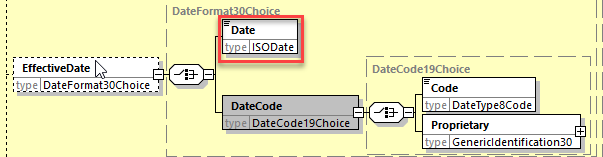 DateFormat30Choice
Date
type ISODate
EffectiveDate
type DateFormat30Choice
DateCode19Choice
Code
type DateType8Code
DateCode
type DateCode19Choice
Proprietary
type GenericIdentification30